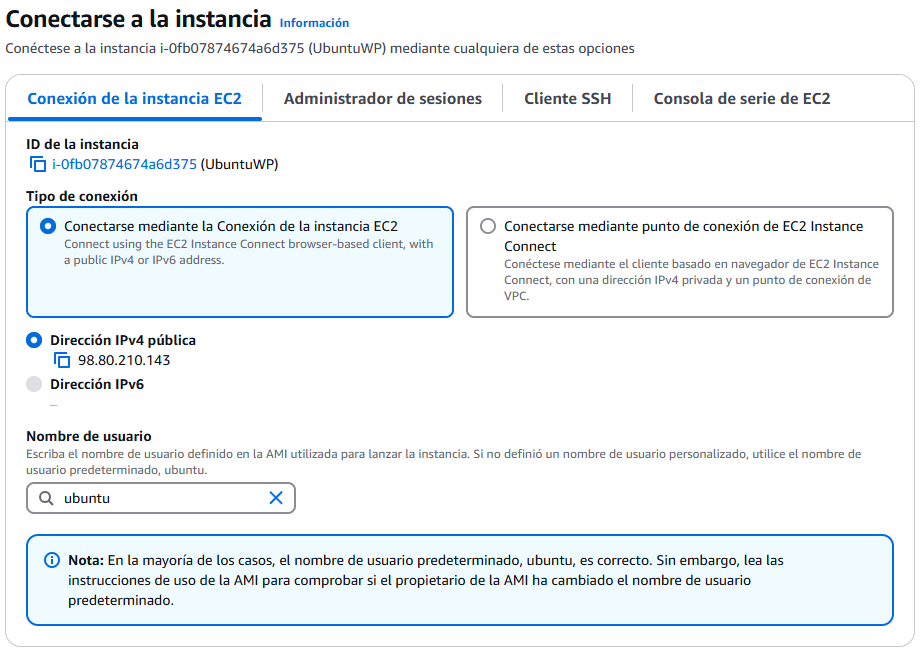 Conectarse a la instancia Información
Conéctese a la instancia i-0fb07874674a6d375 (UbuntuWP) mediante cualquiera de estas opciones
Conexión de la instancia EC2
Administrador de sesiones
Cliente SSH
Consola de serie de EC2
ID de la instancia
i-0fb07874674a6d375 (UbuntuWP)
Tipo de conexión
Conectarse mediante la Conexión de la instancia EC2
Connect using the EC2 Instance Connect browser-based client, with
a public IPv4 or IPv6 address.
Conectarse mediante punto de conexión de EC2 Instance
Connect
Conéctese mediante el cliente basado en navegador de EC2 Instance
Connect, con una dirección IPv4 privada y un punto de conexión de
VPC.
Dirección IPv4 pública
98.80.210.143
Dirección IPv6
–
Nombre de usuario
Escriba el nombre de usuario definido en la AMI utilizada para lanzar la instancia. Si no definió un nombre de usuario personalizado, utilice el nombre de
usuario predeterminado, ubuntu.
ubuntu
Nota: En la mayoría de los casos, el nombre de usuario predeterminado, ubuntu, es correcto. Sin embargo, lea las
instrucciones de uso de la AMI para comprobar si el propietario de la AMI ha cambiado el nombre de usuario
predeterminado.